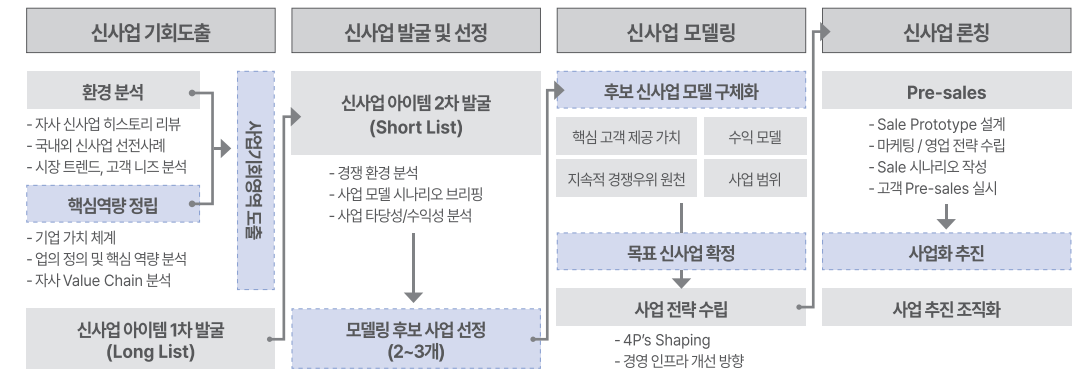 신사업 기회도출
환경 분석
- 자사 신사업 히스토리 리뷰
- 국내외 신사업 선전사례
- 시장 트렌드, 고객 니즈 분석
핵심역량 정립
- 기업 가치 체계
- 업의 정의 및 핵심 역량 분석
- 자사 Value Chain 분석
사업기회영역 도출
신사업 아이템 1차 발굴
(Long List)
신사업 발굴 및 선정
신사업 아이템 2차 발굴
(Short List)
- 경쟁 환경 분석
- 사업 모델 시나리오 브리핑
- 사업 타당성/수익성 분석
모델링 후보 사업 선정
(2~3개)
신사업 모델링
후보 신사업 모델 구체화
핵심 고객 제공 가치
수익 모델
지속적 경쟁우위 원천
사업 범위
목표 신사업 확정
사업 전략 수립
- 4P's Shaping
- 경영 인프라 개선 방향
신사업 론칭
Pre-sales
- Sale Prototype 설계
- 마케팅 / 영업 전략 수립
- Sale 시나리오 작성
- 고객 Pre-sales 실시
사업화 추진
사업 추진 조직화